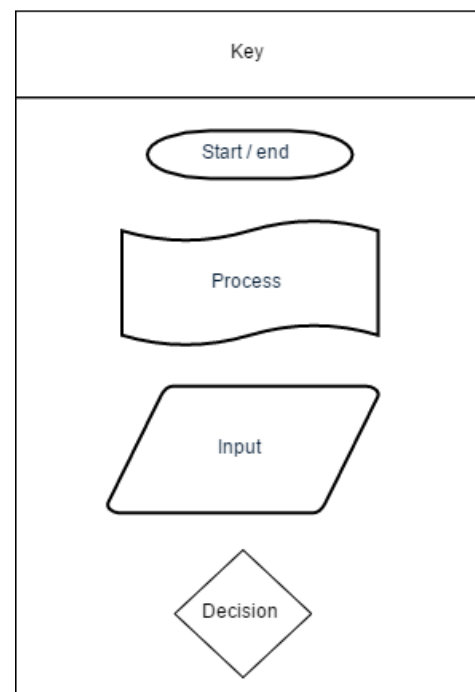 Key
Start / end
Process
Input
Decision